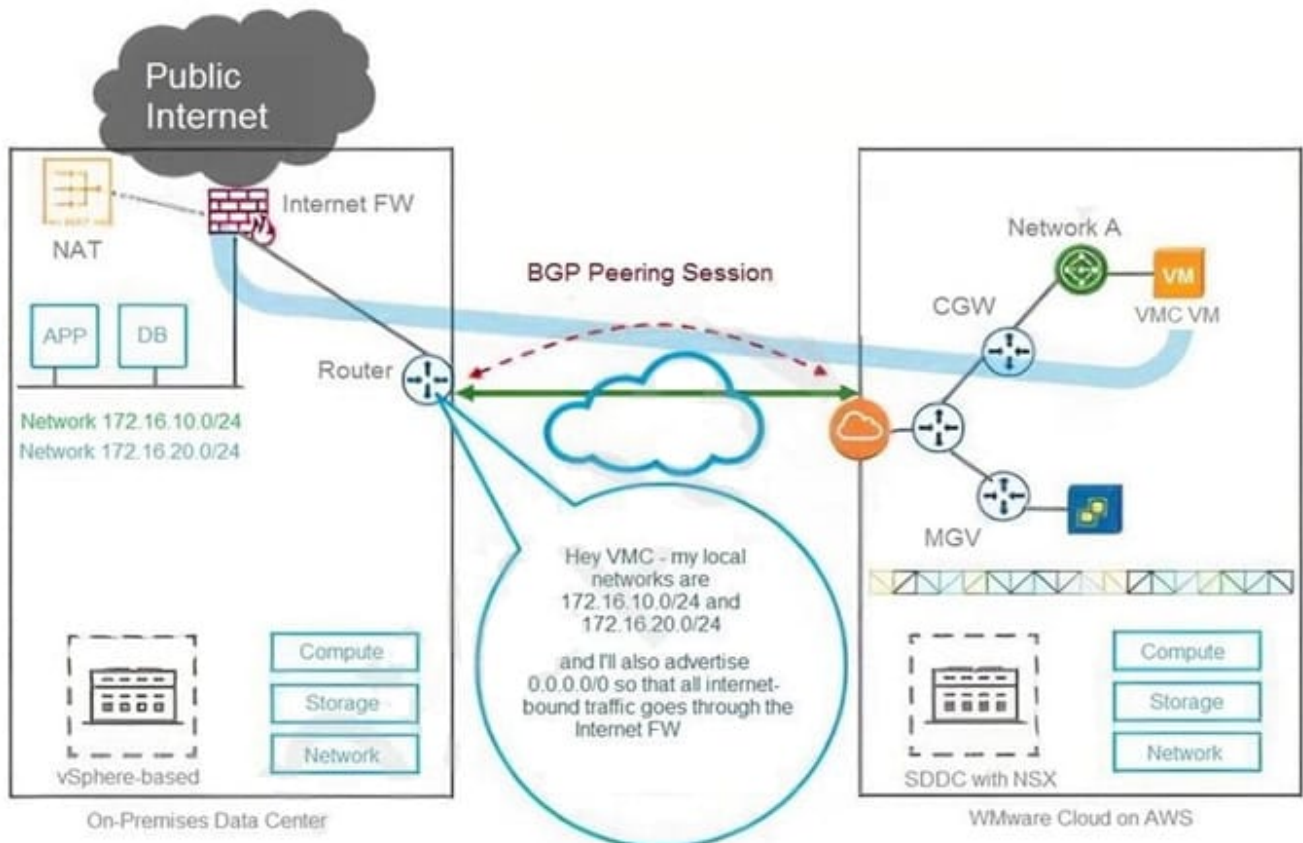 Public
Internet
Internet FW
NAT
APP
DB
Network 172.16.10.0/24
Network 172.16.20.0/24
Router
BGP Peering Session
Network A
VM
VMC VM
CGW
MGV
Hey VMC - my local
networks are
172.16.10.0/24 and
172.16.20.0/24
and I'll also advertise
0.0.0.0/0 so that all internet-
bound traffic goes through the
Internet FW
Compute
Storage
Network
vSphere-based
On-Premises Data Center
Compute
Storage
Network
SDDC with NSX
WMware Cloud on AWS